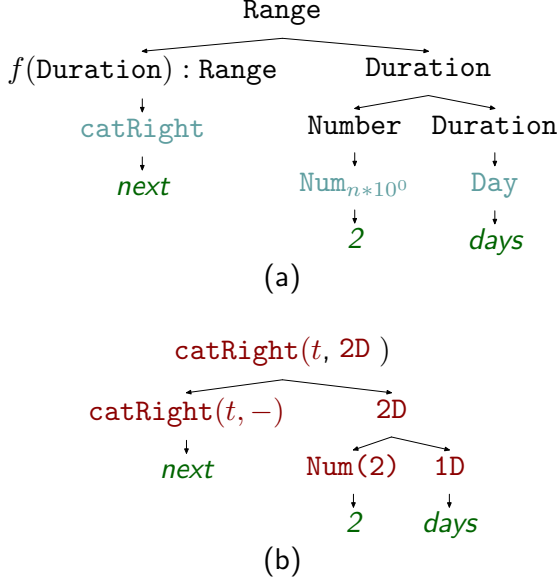 Range
f(Duration) : Range Duration
catRight Number Duration
next Num_{n*10^0} Day
2 days
(a)
catRight(t, 2D )
catRight(t, −) 2D
next Num(2) 1D
2 days
(b)